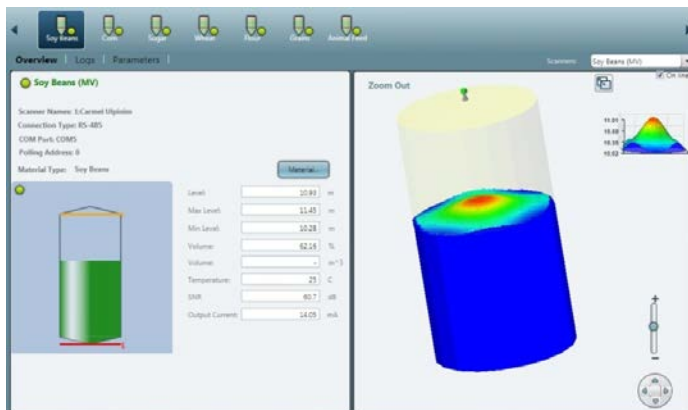 Soy Beans Corn Sugar Wheat Flour Grains Animal Feed
Overview Logs Parameters
Scanners: Soy Beans (MV)
Soy Beans (MV)
Scanner Names: 1:Carmel
Connection Type: RS-485
COM Port: COM5
Polling Address: 0
Material Type: Soy Beans
Material...
Level: 10.93 m
Max Level: 11.45 m
Min Level: 10.28 m
Volume: 62.16 %
Volume: - m^3
Temperature: 25 C
SNR 60.7 dB
Output Current: 14.05 mA
Zoom Out